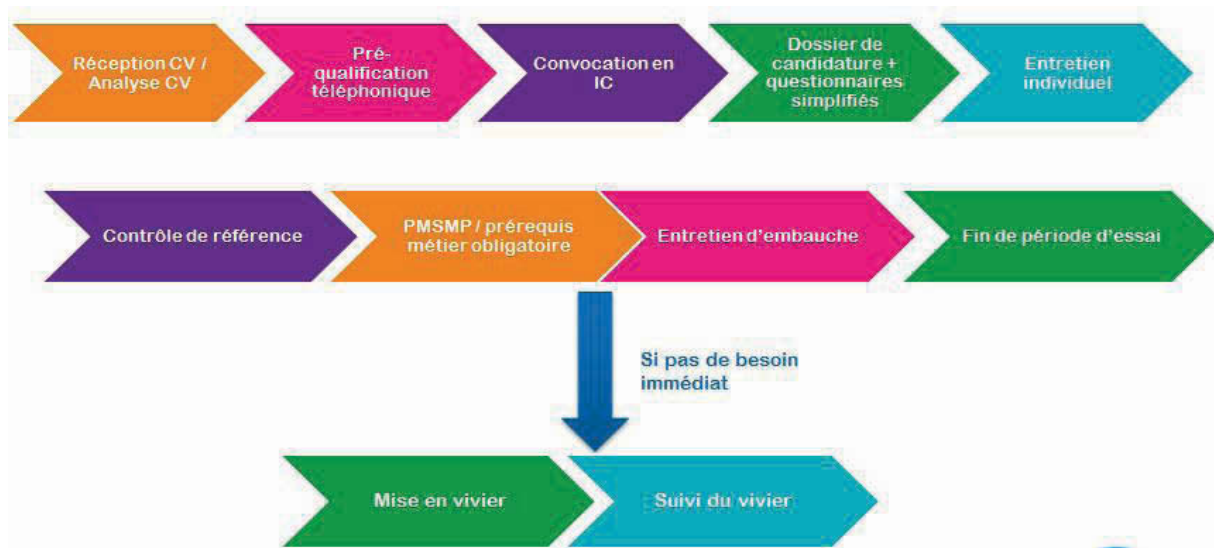 Réception CV /
Analyse CV
Pré-
qualification
téléphonique
Convocation en
IC
Dossier de
candidature +
questionnaires
simplifiés
Entretien
individuel
Contrôle de référence
PMSMP / prérequis
métier obligatoire
Entretien d'embauche
Fin de période d'essai
Si pas de besoin
immédiat
Mise en vivier
Suivi du vivier